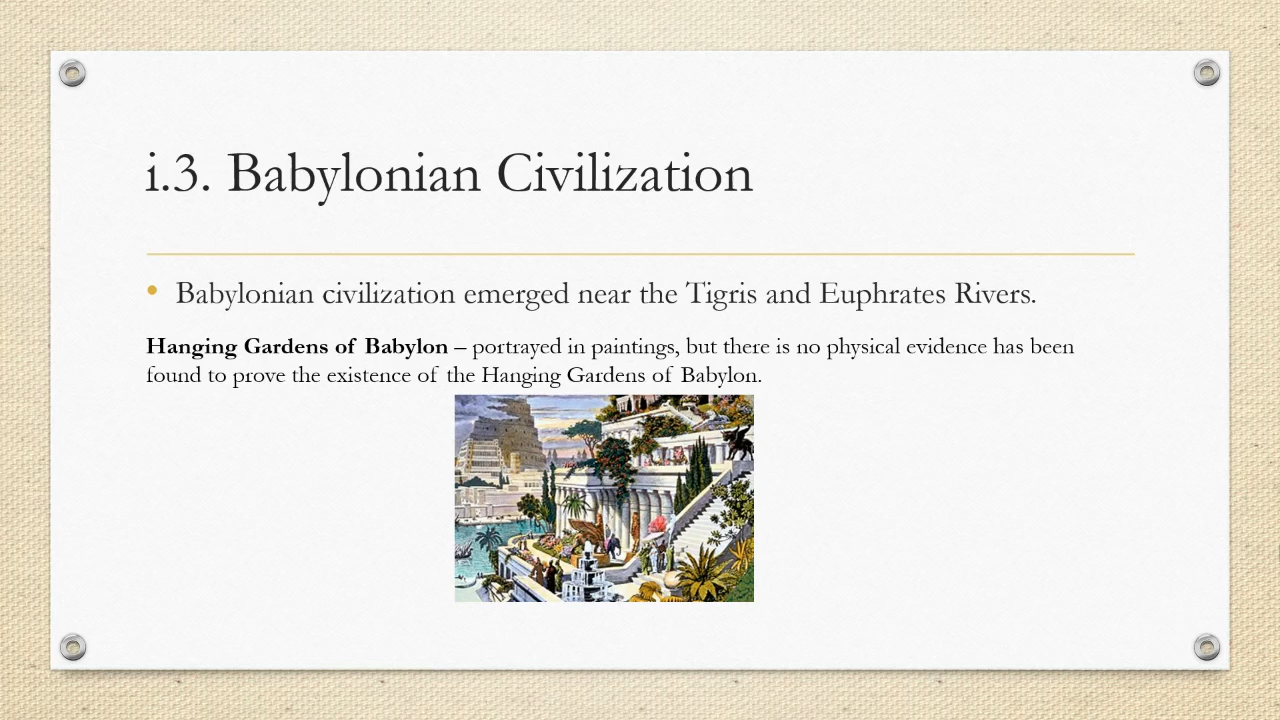 i.3. Babylonian Civilization
• Babylonian civilization emerged near the Tigris and Euphrates Rivers.
Hanging Gardens of Babylon – portrayed in paintings, but there is no physical evidence has been
found to prove the existence of the Hanging Gardens of Babylon.